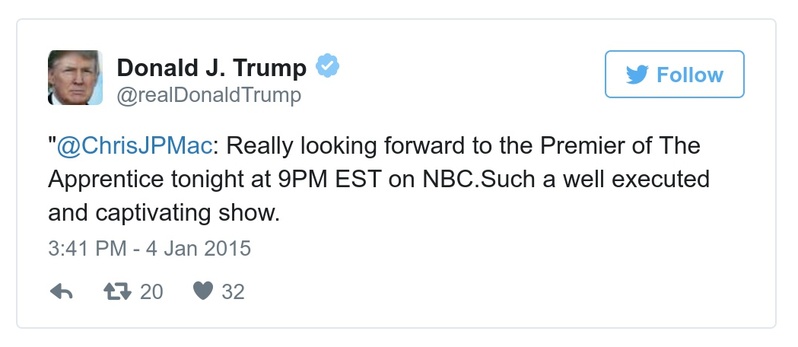 Donald J. Trump
Follow
@realDonaldTrump
"@ChrisJPMac: Really looking forward to the Premier of The
Apprentice tonight at 9PM EST on NBC.Such a well executed
and captivating show.
3:41 PM - 4 Jan 2015
20 32